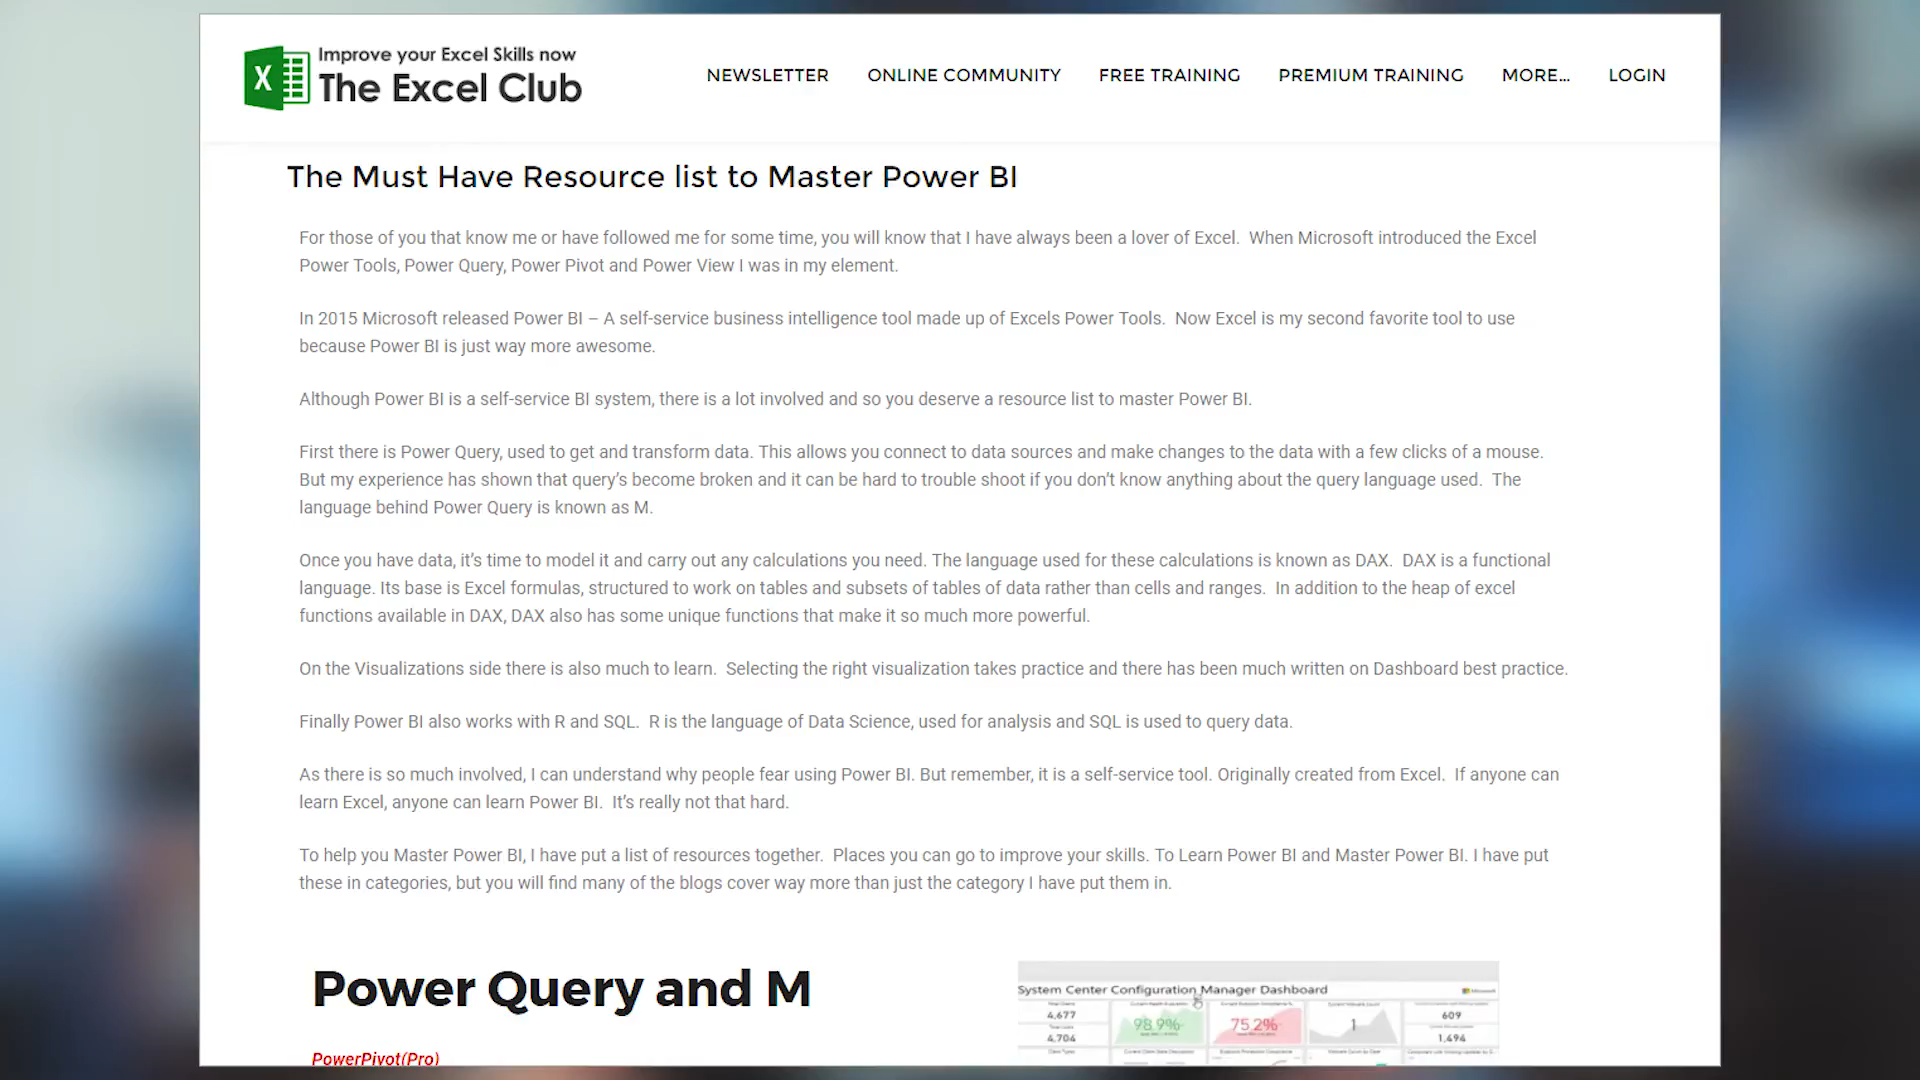 Improve your Excel Skills now
The Excel Club
NEWSLETTER ONLINE COMMUNITY FREE TRAINING PREMIUM TRAINING MORE... LOGIN
The Must Have Resource list to Master Power BI
For those of you that know me or have followed me for some time, you will know that I have always been a lover of Excel.  When Microsoft introduced the Excel
Power Tools, Power Query, Power Pivot and Power View I was in my element.
In 2015 Microsoft released Power BI – A self-service business intelligence tool made up of Excels Power Tools.  Now Excel is my second favorite tool to use
because Power BI is just way more awesome.
Although Power BI is a self-service BI system, there is a lot involved and so you deserve a resource list to master Power BI.
First there is Power Query, used to get and transform data. This allows you connect to data sources and make changes to the data with a few clicks of a mouse.
But my experience has shown that query’s become broken and it can be hard to trouble shoot if you don’t know anything about the query language used.  The
language behind Power Query is known as M.
Once you have data, it’s time to model it and carry out any calculations you need. The language used for these calculations is known as DAX.  DAX is a functional
language. Its base is Excel formulas, structured to work on tables and subsets of tables of data rather than cells and ranges.  In addition to the heap of excel
functions available in DAX, DAX also has some unique functions that make it so much more powerful.
On the Visualizations side there is also much to learn.  Selecting the right visualization takes practice and there has been much written on Dashboard best practice.
Finally Power BI also works with R and SQL.  R is the language of Data Science, used for analysis and SQL is used to query data.
As there is so much involved, I can understand why people fear using Power BI. But remember, it is a self-service tool. Originally created from Excel.  If anyone can
learn Excel, anyone can learn Power BI.  It’s really not that hard.
To help you Master Power BI, I have put a list of resources together.  Places you can go to improve your skills. To Learn Power BI and Master Power BI. I have put
these in categories, but you will find many of the blogs cover way more than just the category I have put them in.
Power Query and M
PowerPivot(Pro)
System Center Configuration Manager Dashboard
Microsoft
4,677 98.9% 75.2% 1 609
4,704 1,494